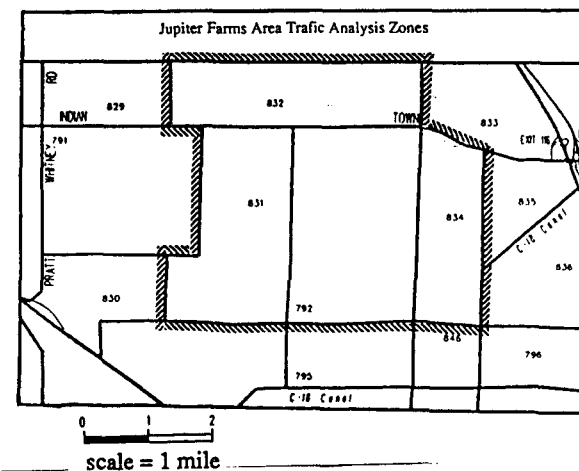 Jupiter Farms Area Trafic Analysis Zones
RD
829
832
INDIAN
TOWN
833
EXIT 116
791
WHITNEY
831
834
835
C-18 Canal
836
PRATT
830
792
846
796
795
C-18 Canal
0 1 2
scale = 1 mile